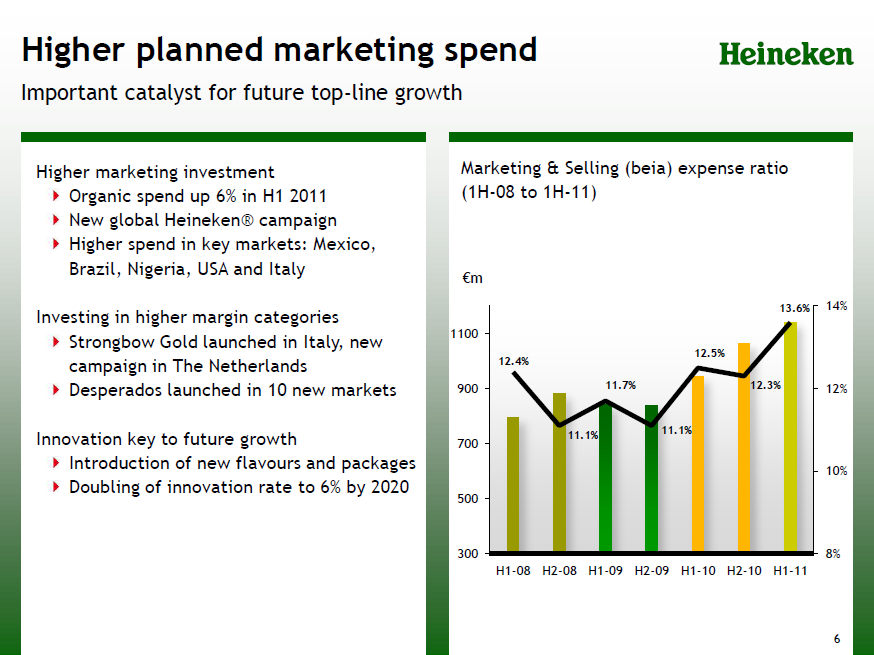 Higher planned marketing spend
Heineken
Important catalyst for future top-line growth
Higher marketing investment
Organic spend up 6% in H1 2011
New global Heineken® campaign
Higher spend in key markets: Mexico,
Brazil, Nigeria, USA and Italy
Investing in higher margin categories
Strongbow Gold launched in Italy, new
campaign in The Netherlands
Desperados launched in 10 new markets
Innovation key to future growth
Introduction of new flavours and packages
Doubling of innovation rate to 6% by 2020
Marketing & Selling (beia) expense ratio
(1H-08 to 1H-11)
€m
13.6% 14%
1100
12.4% 12.5%
900 11.7% 12.3% 12%
11.1% 11.1%
700
10%
500
300 8%
H1-08 H2-08 H1-09 H2-09 H1-10 H2-10 H1-11
6